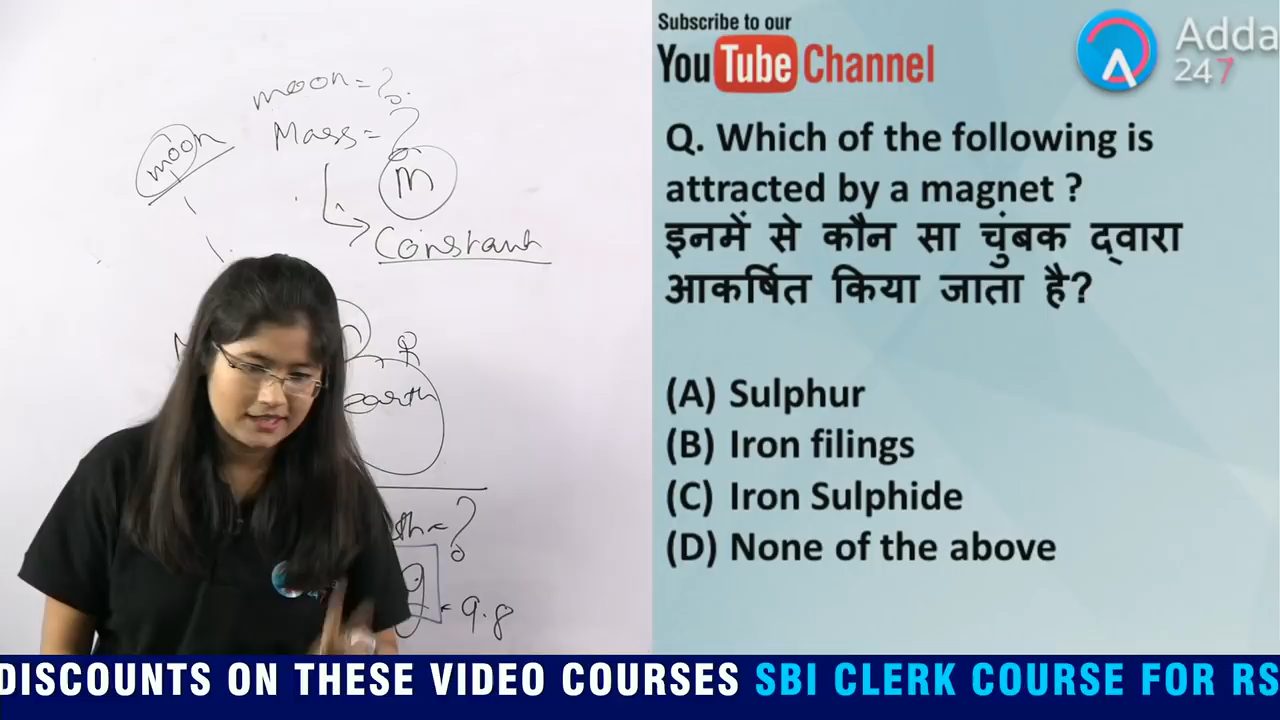 moon = ?
Mass = ?
moon
m
Constant
earth
g
= 9.8
Subscribe to our
YouTube Channel
Adda
247
Q. Which of the following is
attracted by a magnet ?
इनमें से कौन सा चुंबक द्वारा
आकर्षित किया जाता है?
(A) Sulphur
(B) Iron filings
(C) Iron Sulphide
(D) None of the above
DISCOUNTS ON THESE VIDEO COURSES SBI CLERK COURSE FOR RS